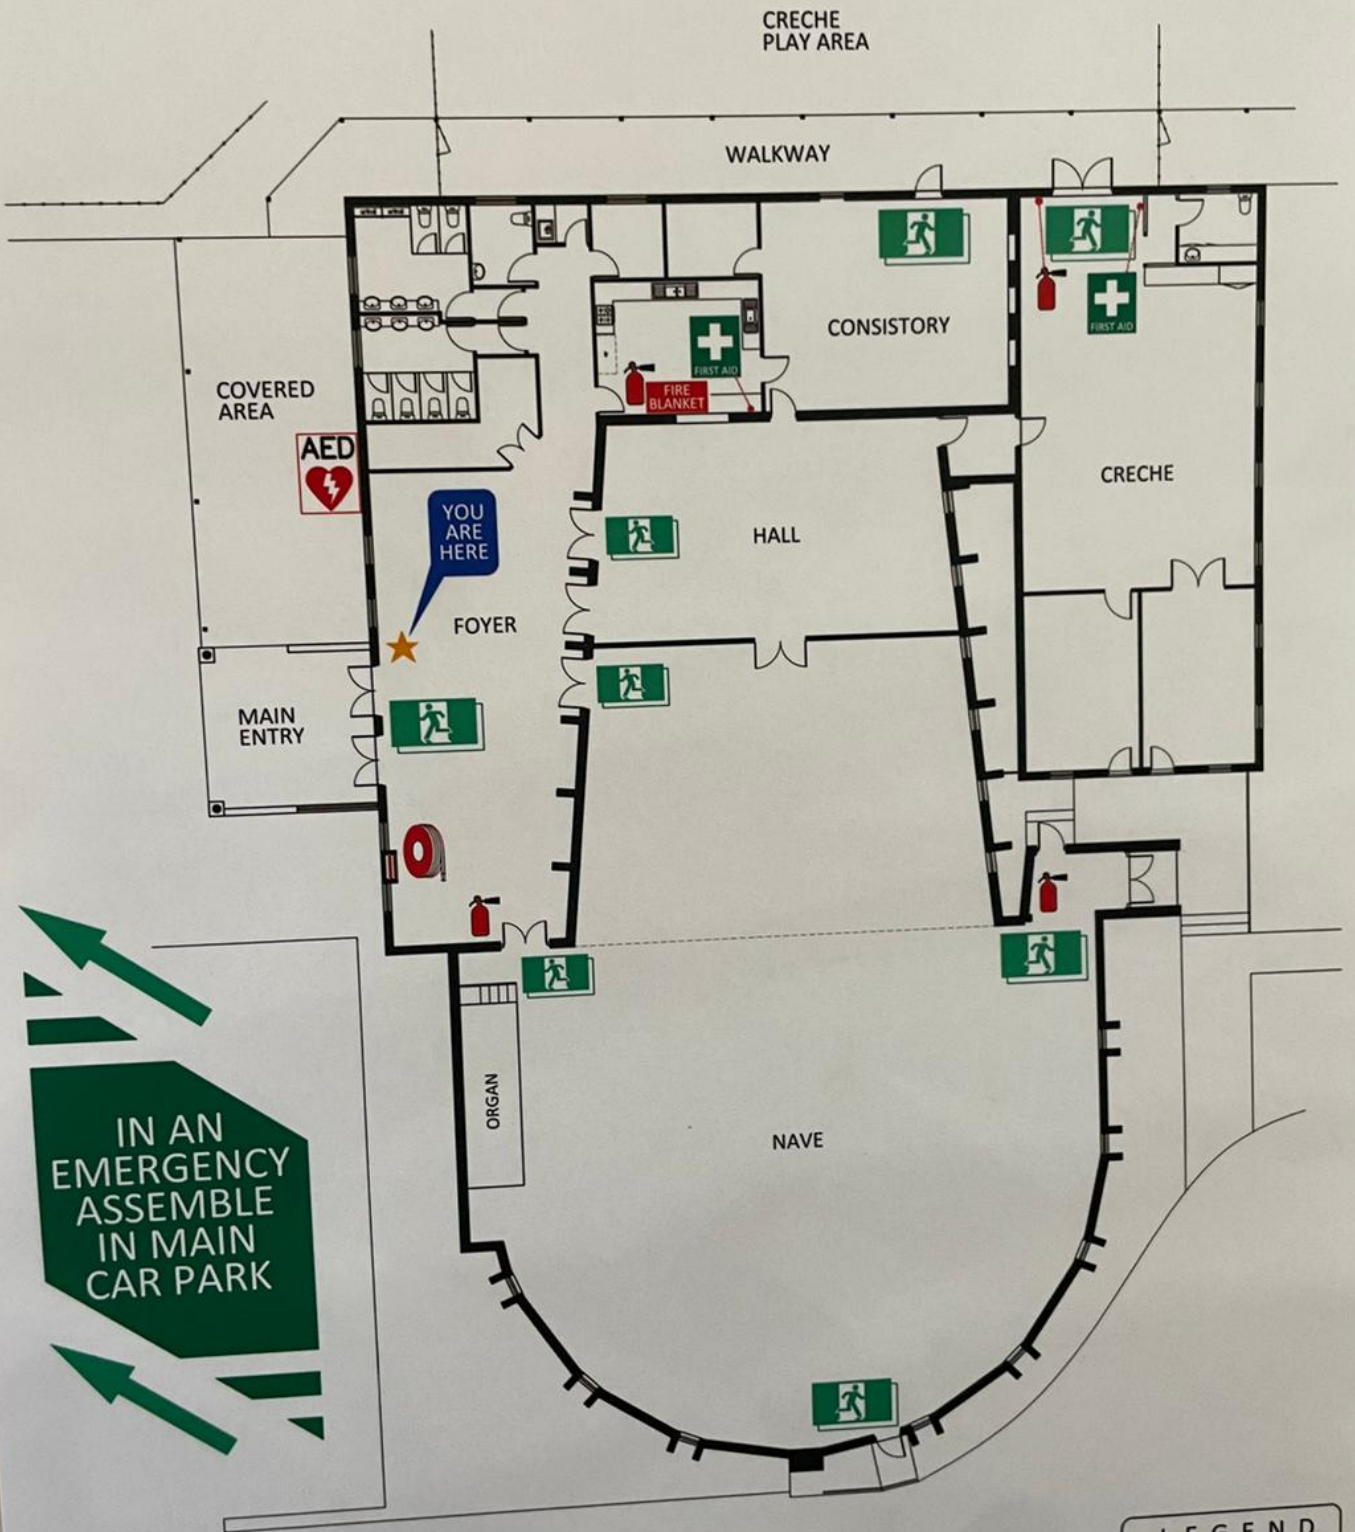 CRECHE
PLAY AREA
WALKWAY
CONSISTORY
FIRST AID
FIRST AID
FIRE
BLANKET
COVERED
AREA
AED
YOU
ARE
HERE
HALL
CRECHE
FOYER
MAIN
ENTRY
ORGAN
NAVE
IN AN
EMERGENCY
ASSEMBLE
IN MAIN
CAR PARK
LEGEND